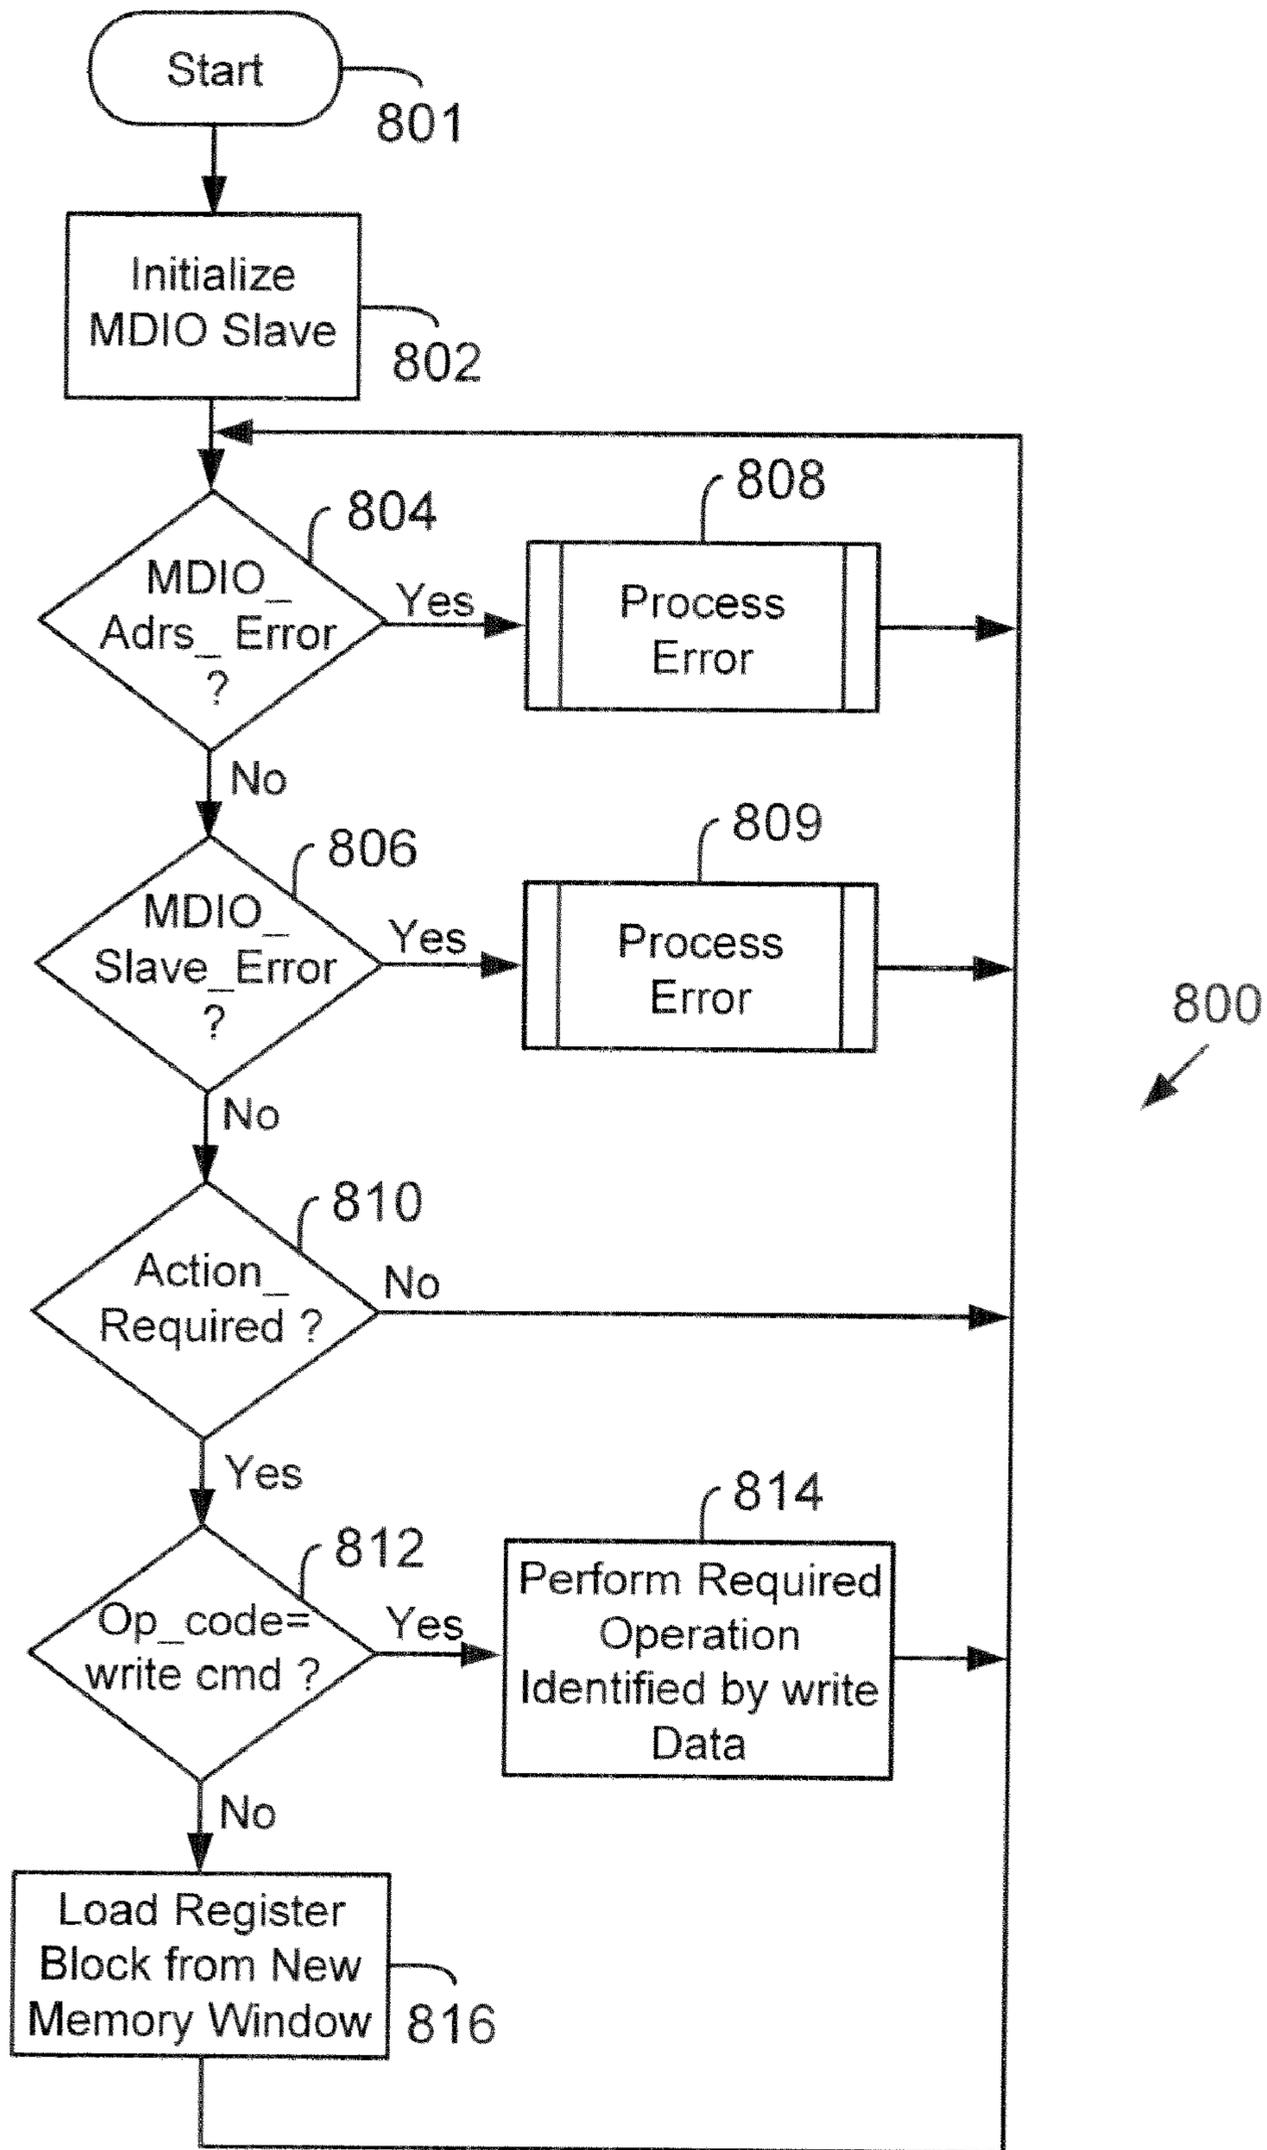 Start
801
Initialize
MDIO Slave
802
804
MDIO_
Adrs_ Error
?
Yes
808
Process
Error
No
806
MDIO_
Slave_Error
?
Yes
809
Process
Error
800
No
810
Action_
Required ?
No
Yes
812
Op_code=
write cmd ?
Yes
814
Perform Required
Operation
Identified by write
Data
No
Load Register
Block from New
Memory Window
816